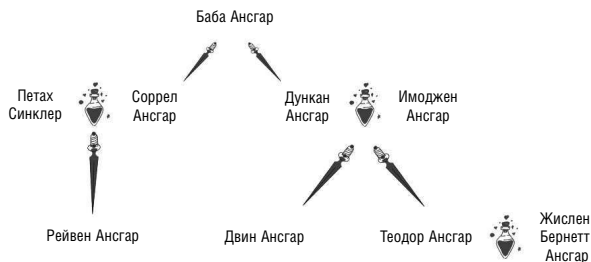 Баба Ансгар
Петах
Синклер
Соррел
Ансгар
Дункан
Ансгар
Имоджен
Ансгар
Рейвен Ансгар
Двин Ансгар
Теодор Ансгар
Жислен
Бернетт
Ансгар